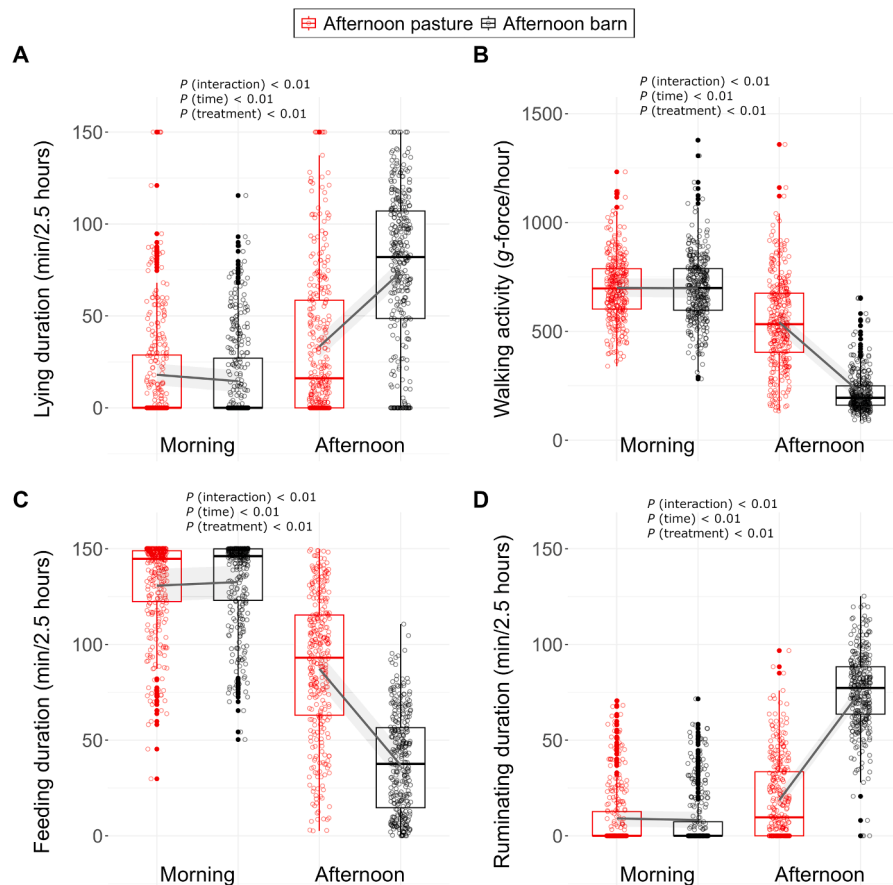 Afternoon pasture Afternoon barn
A
P (interaction) < 0.01
P (time) < 0.01
P (treatment) < 0.01
Lying duration (min/2.5 hours)
150
100
50
0
Morning Afternoon
B
P (interaction) < 0.01
P (time) < 0.01
P (treatment) < 0.01
Walking activity (g-force/hour)
1500
1000
500
0
Morning Afternoon
C
P (interaction) < 0.01
P (time) < 0.01
P (treatment) < 0.01
Feeding duration (min/2.5 hours)
150
100
50
0
Morning Afternoon
D
P (interaction) < 0.01
P (time) < 0.01
P (treatment) < 0.01
Ruminating duration (min/2.5 hours)
150
100
50
0
Morning Afternoon